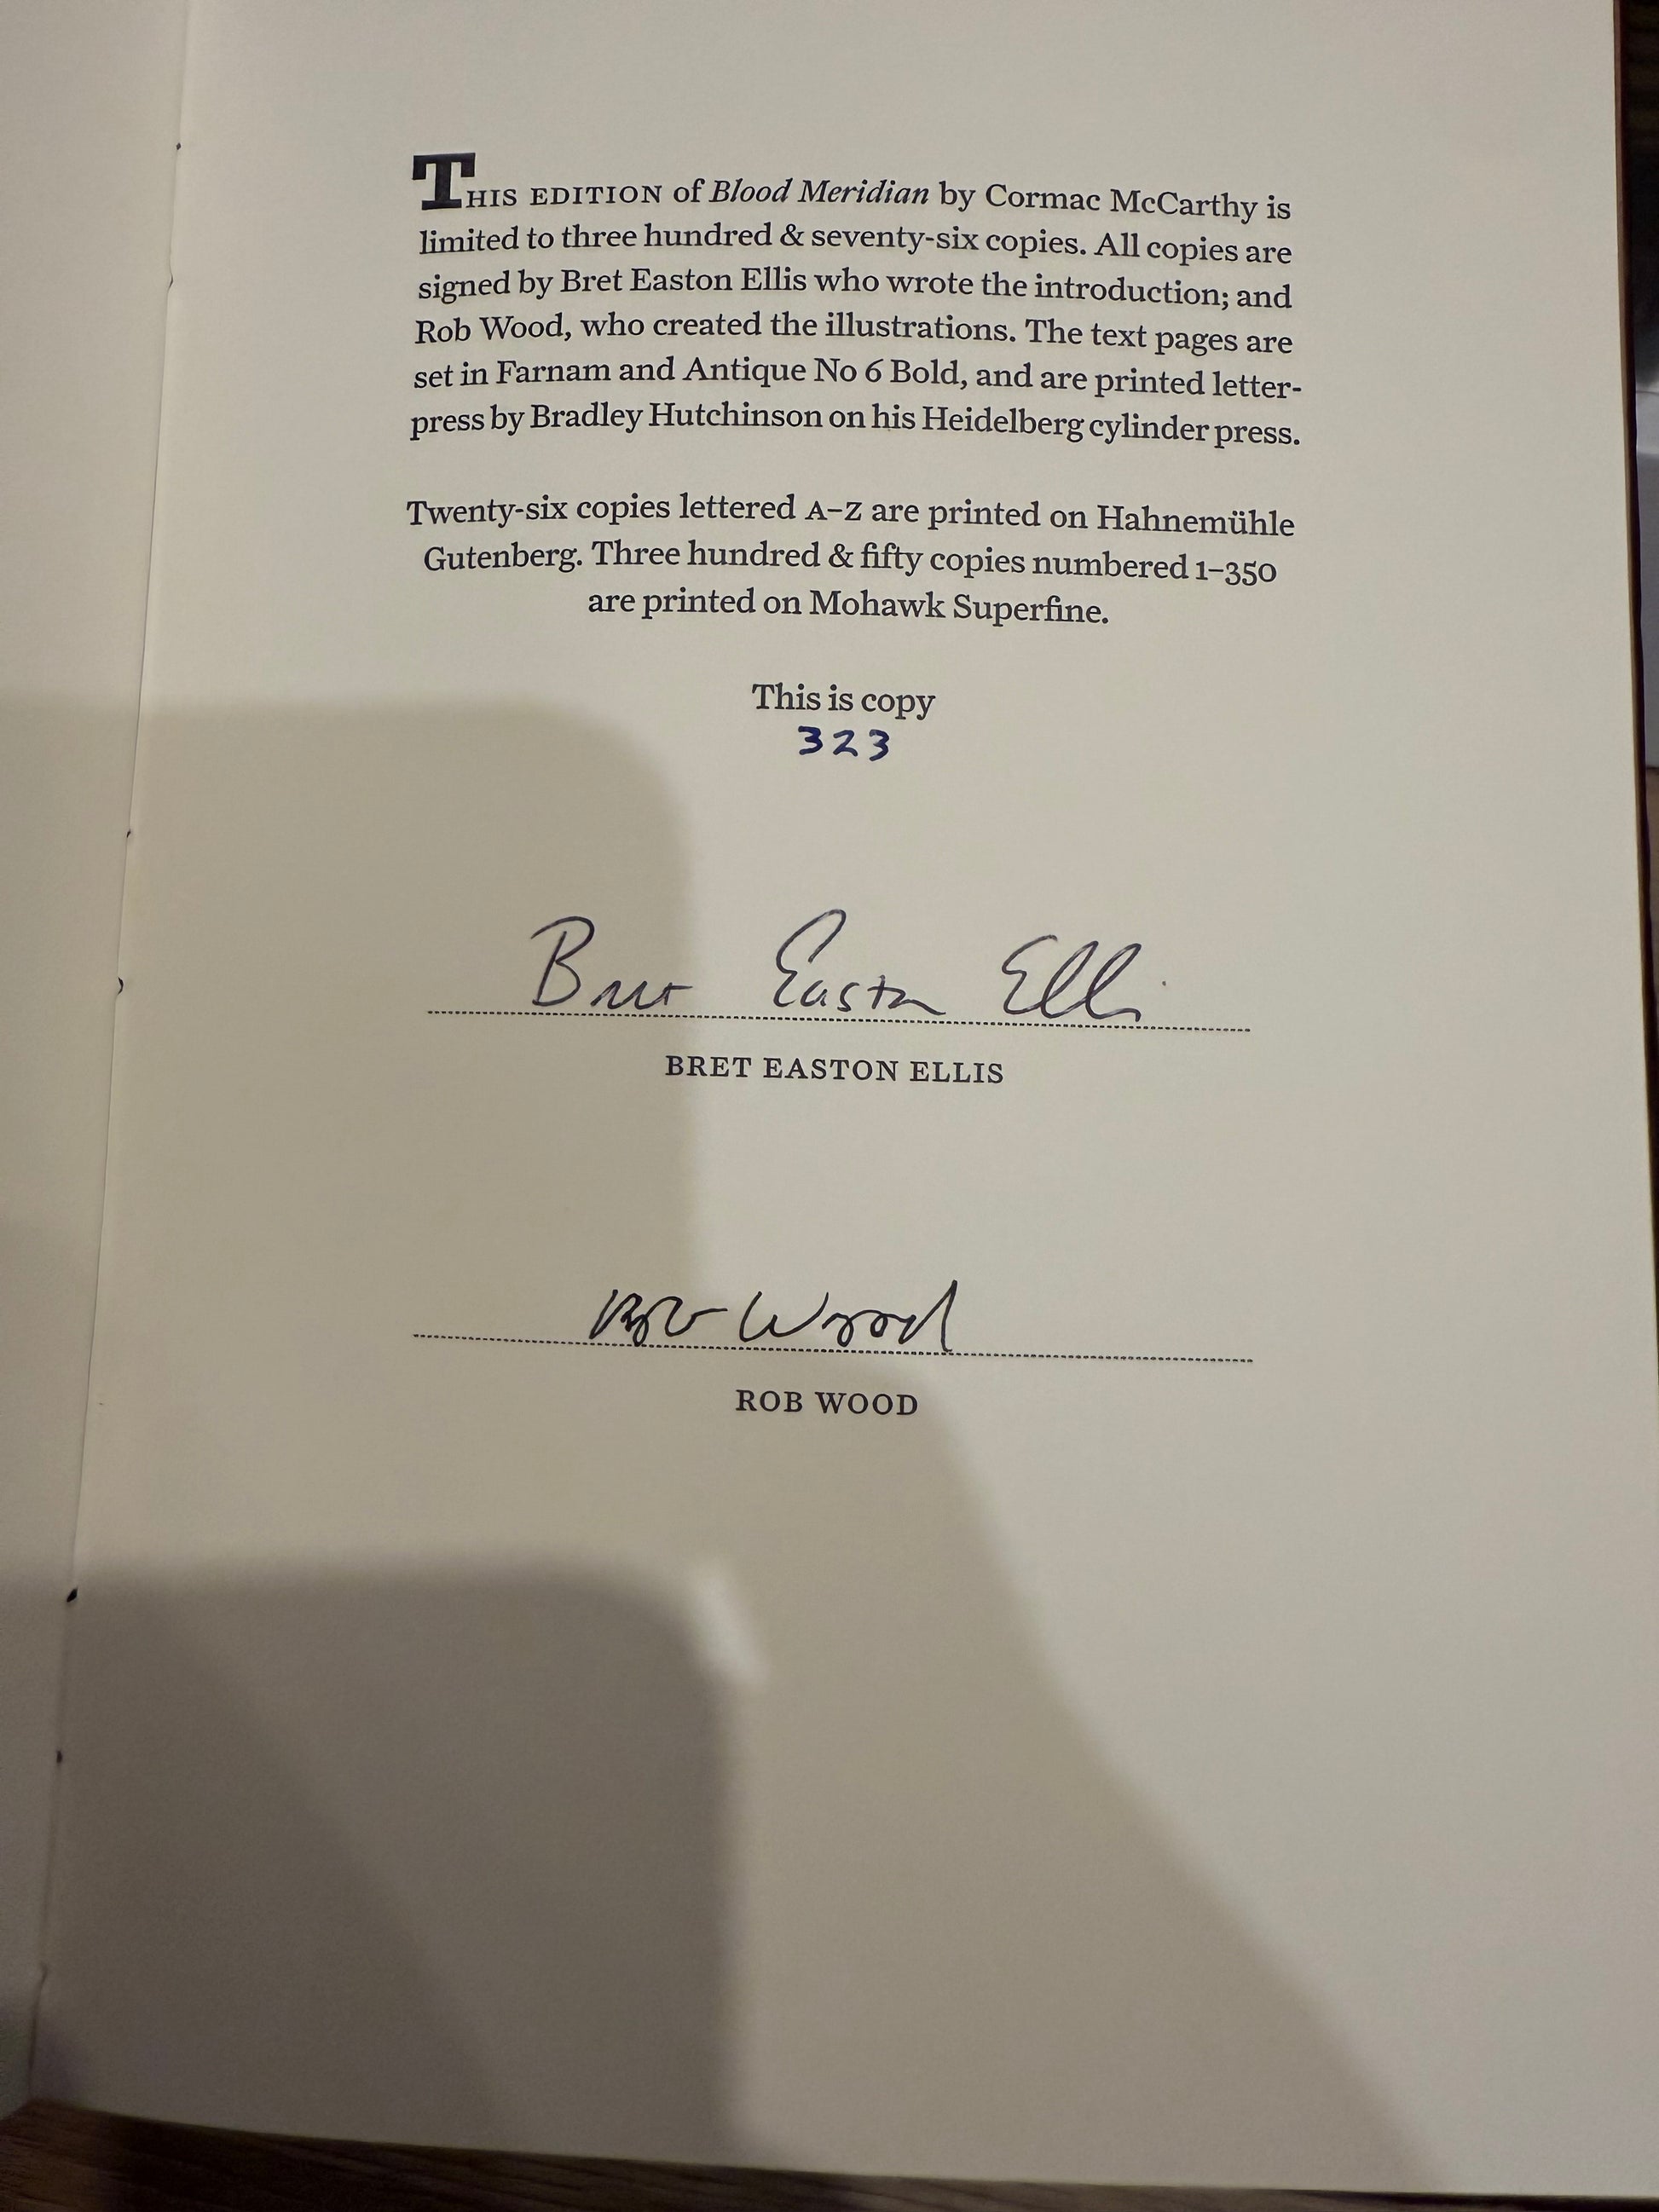 THIS EDITION of Blood Meridian by Cormac McCarthy is
limited to three hundred & seventy-six copies. All copies are
signed by Bret Easton Ellis who wrote the introduction; and
Rob Wood, who created the illustrations. The text pages are
set in Farnam and Antique No 6 Bold, and are printed letter-
press by Bradley Hutchinson on his Heidelberg cylinder press.
Twenty-six copies lettered A–Z are printed on Hahnemühle
Gutenberg. Three hundred & fifty copies numbered 1–350
are printed on Mohawk Superfine.
This is copy
323
Bret Easton Ellis
BRET EASTON ELLIS
Rob Wood
ROB WOOD